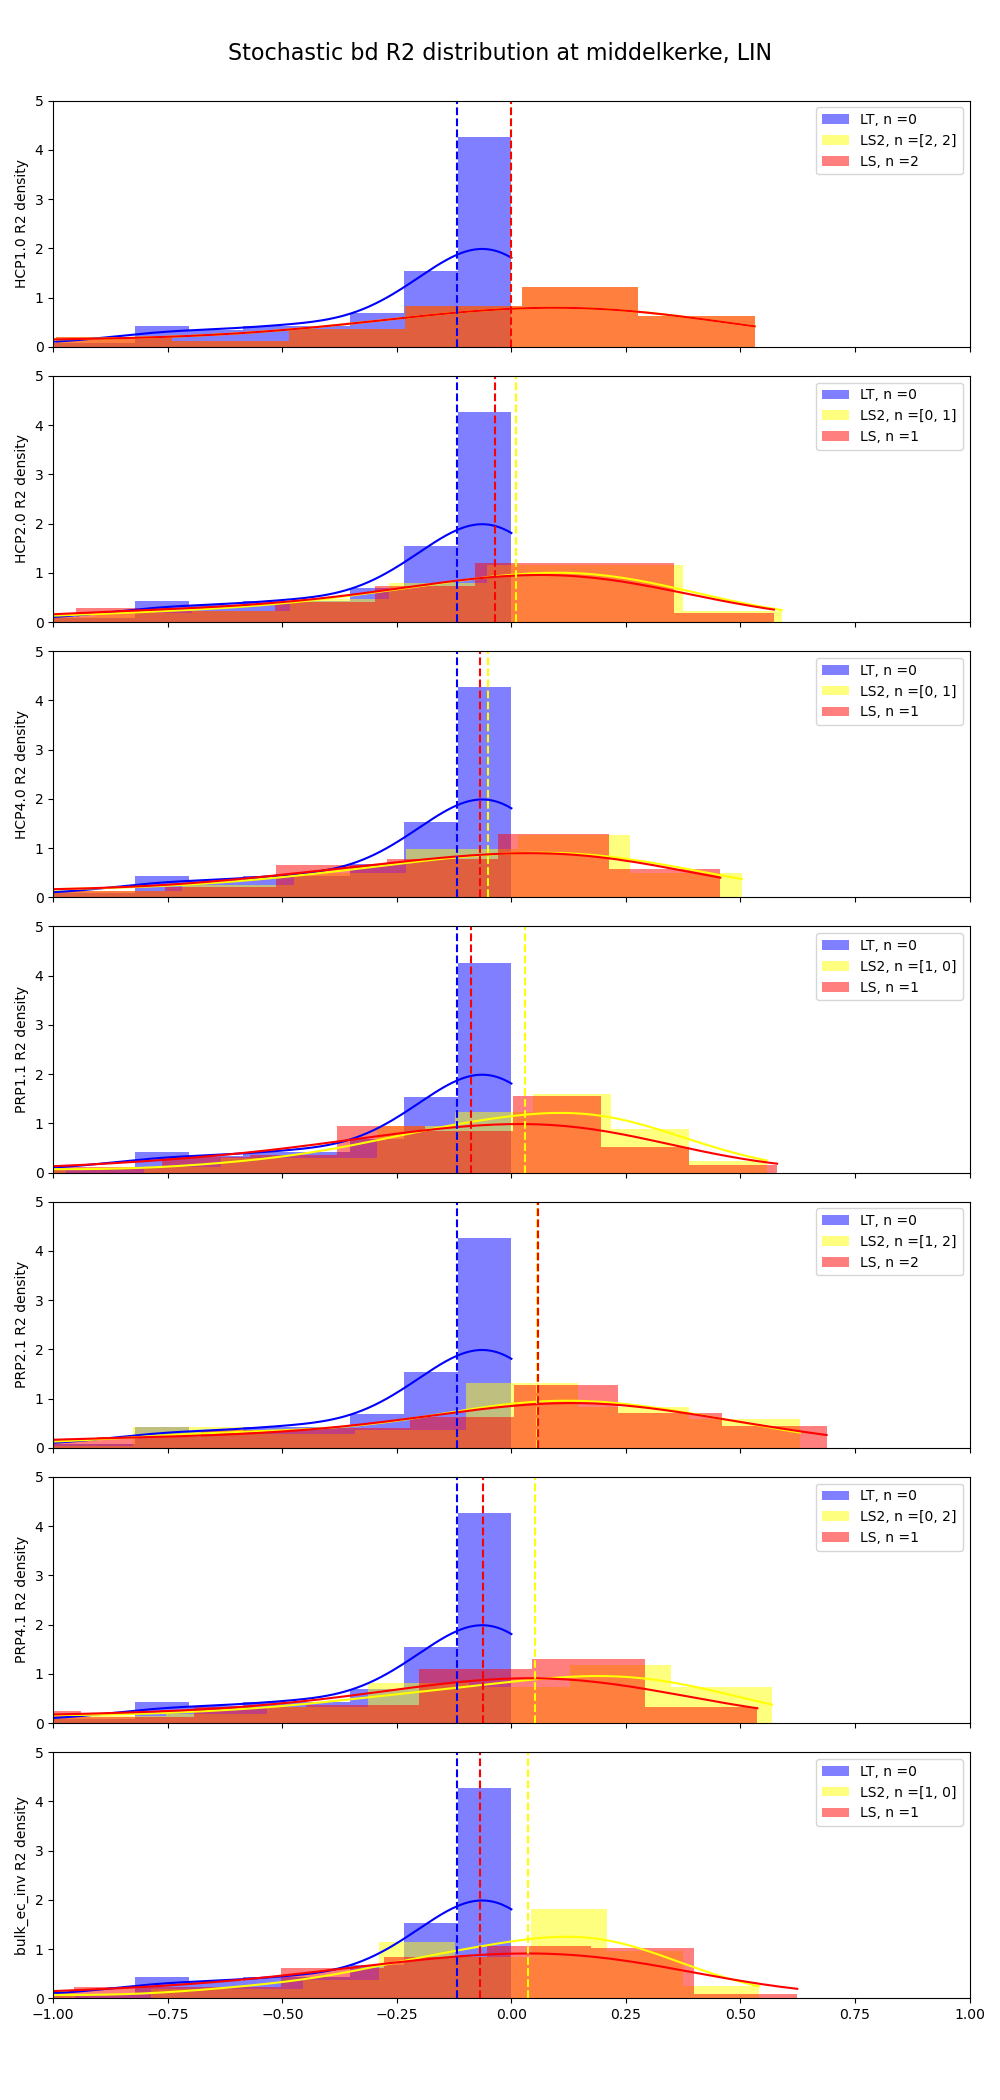 Stochastic bd R2 distribution at middelkerke, LIN
5
4
3
2
1
0
HCP1.0 R2 density
LT, n =0
LS2, n =[2, 2]
LS, n =2
5
4
3
2
1
0
HCP2.0 R2 density
LT, n =0
LS2, n =[0, 1]
LS, n =1
5
4
3
2
1
0
HCP4.0 R2 density
LT, n =0
LS2, n =[0, 1]
LS, n =1
5
4
3
2
1
0
PRP1.1 R2 density
LT, n =0
LS2, n =[1, 0]
LS, n =1
5
4
3
2
1
0
PRP2.1 R2 density
LT, n =0
LS2, n =[1, 2]
LS, n =2
5
4
3
2
1
0
PRP4.1 R2 density
LT, n =0
LS2, n =[0, 2]
LS, n =1
5
4
3
2
1
0
bulk_ec_inv R2 density
LT, n =0
LS2, n =[1, 0]
LS, n =1
−1.00 −0.75 −0.50 −0.25 0.00 0.25 0.50 0.75 1.00